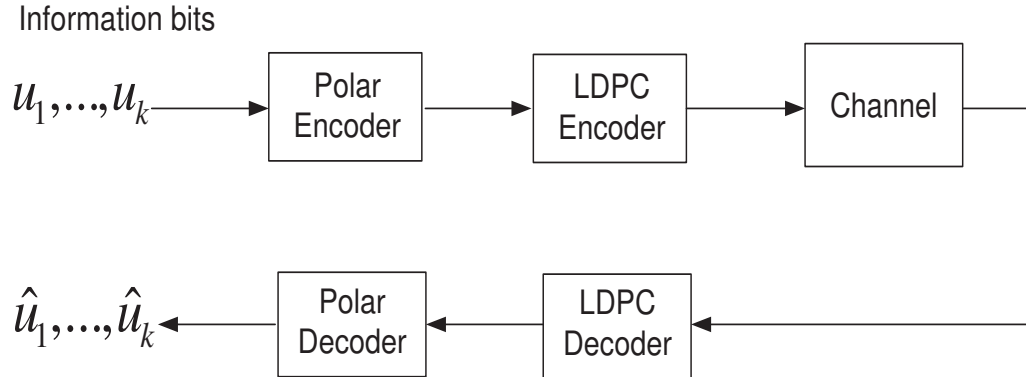 Information bits
u₁,...,uₖ
Polar
Encoder
LDPC
Encoder
Channel
û₁,...,ûₖ
Polar
Decoder
LDPC
Decoder